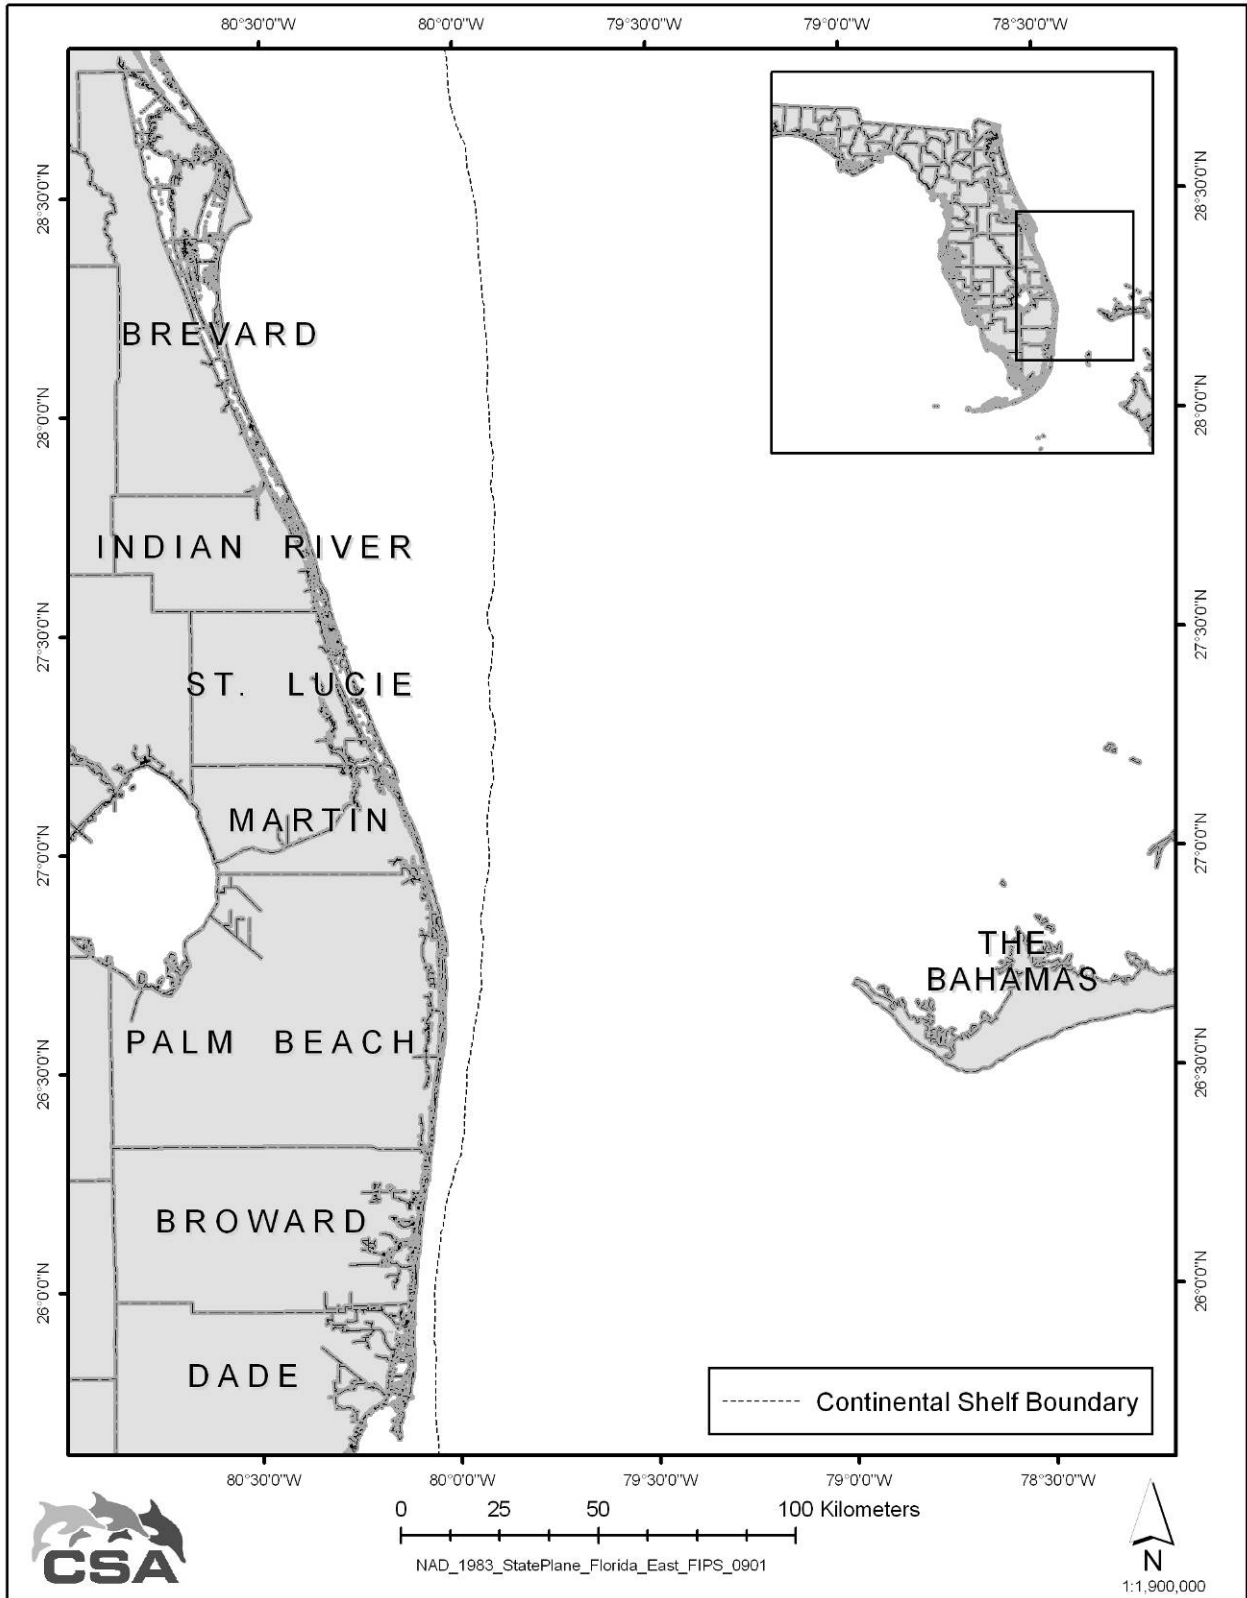 80°30'0"W 80°0'0"W 79°30'0"W 79°0'0"W 78°30'0"W
28°30'0"N 28°30'0"N
BREVARD
28°0'0"N 28°0'0"N
INDIAN RIVER
27°30'0"N 27°30'0"N
ST. LUCIE
MARTIN
27°0'0"N 27°0'0"N
THE
BAHAMAS
PALM BEACH
26°30'0"N 26°30'0"N
BROWARD
26°0'0"N 26°0'0"N
DADE
Continental Shelf Boundary
80°30'0"W 80°0'0"W 79°30'0"W 79°0'0"W 78°30'0"W
0 25 50 100 Kilometers
NAD_1983_StatePlane_Florida_East_FIPS_0901
CSA
N
1:1,900,000